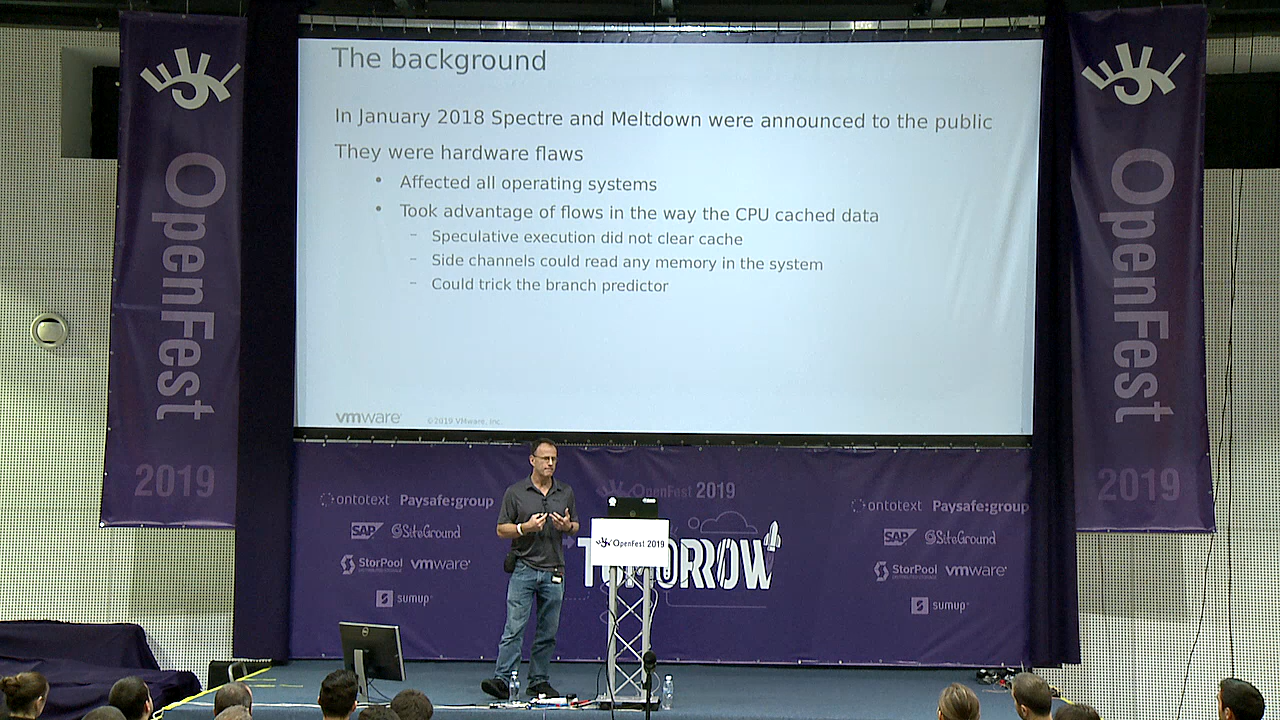 The background
In January 2018 Spectre and Meltdown were announced to the public
They were hardware flaws
• Affected all operating systems
• Took advantage of flows in the way the CPU cached data
– Speculative execution did not clear cache
– Side channels could read any memory in the system
– Could trick the branch predictor
vmware
©2019 VMware, Inc.
OpenFest
2019
OpenFest
2019
OpenFest 2019
ontotext Paysafe:group
SAP SiteGround
StorPool vmware
sumup
OpenFest 2019
ontotext Paysafe:group
SAP SiteGround
StorPool vmware
sumup